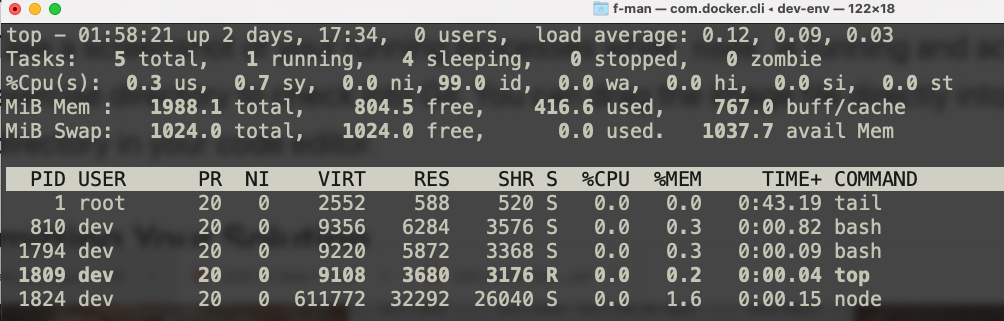 f-man — com.docker.cli ◂ dev-env — 122×18
top - 01:58:21 up 2 days, 17:34,  0 users,  load average: 0.12, 0.09, 0.03
Tasks:   5 total,   1 running,   4 sleeping,   0 stopped,   0 zombie
%Cpu(s):  0.3 us,  0.7 sy,  0.0 ni, 99.0 id,  0.0 wa,  0.0 hi,  0.0 si,  0.0 st
MiB Mem :   1988.1 total,    804.5 free,    416.6 used,    767.0 buff/cache
MiB Swap:   1024.0 total,   1024.0 free,      0.0 used.   1037.7 avail Mem
PID USER      PR  NI    VIRT    RES    SHR S  %CPU  %MEM     TIME+ COMMAND
1 root      20   0    2552    588    520 S   0.0   0.0   0:43.19 tail
810 dev       20   0    9356   6284   3576 S   0.0   0.3   0:00.82 bash
1794 dev       20   0    9220   5872   3368 S   0.0   0.3   0:00.09 bash
1809 dev       20   0    9108   3680   3176 R   0.0   0.2   0:00.04 top
1824 dev       20   0  611772  32292  26040 S   0.0   1.6   0:00.15 node